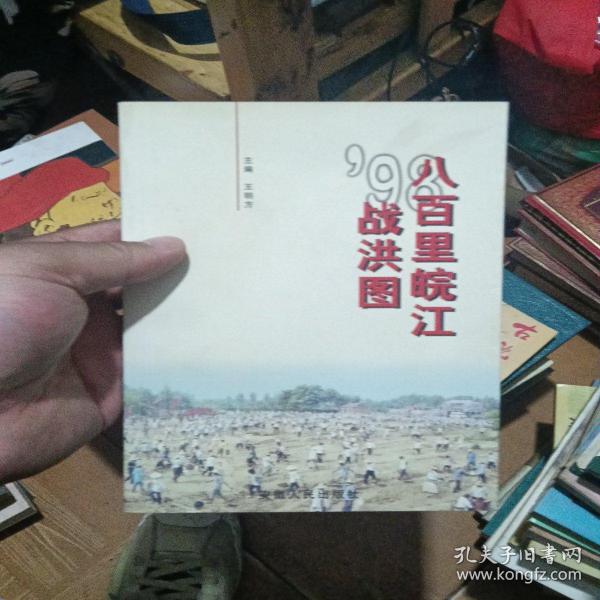 '98
八百里皖江
战洪图
主编 王明方
安徽人民出版社
孔夫子旧书网
www.kongfz.com